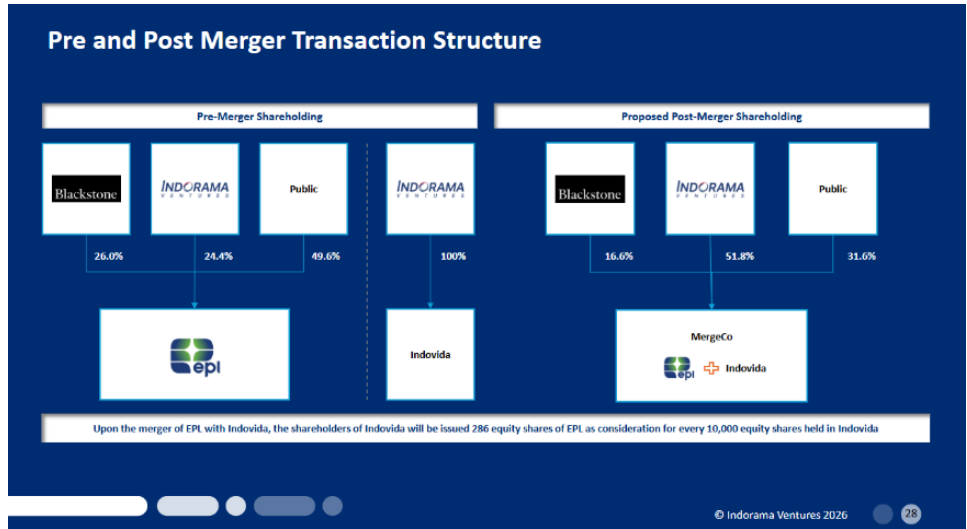 Pre and Post Merger Transaction Structure
Pre-Merger Shareholding
Proposed Post-Merger Shareholding
Blackstone
INDORAMA
VENTURES
Public
INDORAMA
VENTURES
Blackstone
INDORAMA
VENTURES
Public
26.0%
24.4%
49.6%
100%
16.6%
51.8%
31.6%
epl
Indovida
MergeCo
epl
Indovida
Upon the merger of EPL with Indovida, the shareholders of Indovida will be issued 286 equity shares of EPL as consideration for every 10,000 equity shares held in Indovida
© Indorama Ventures 2026
28